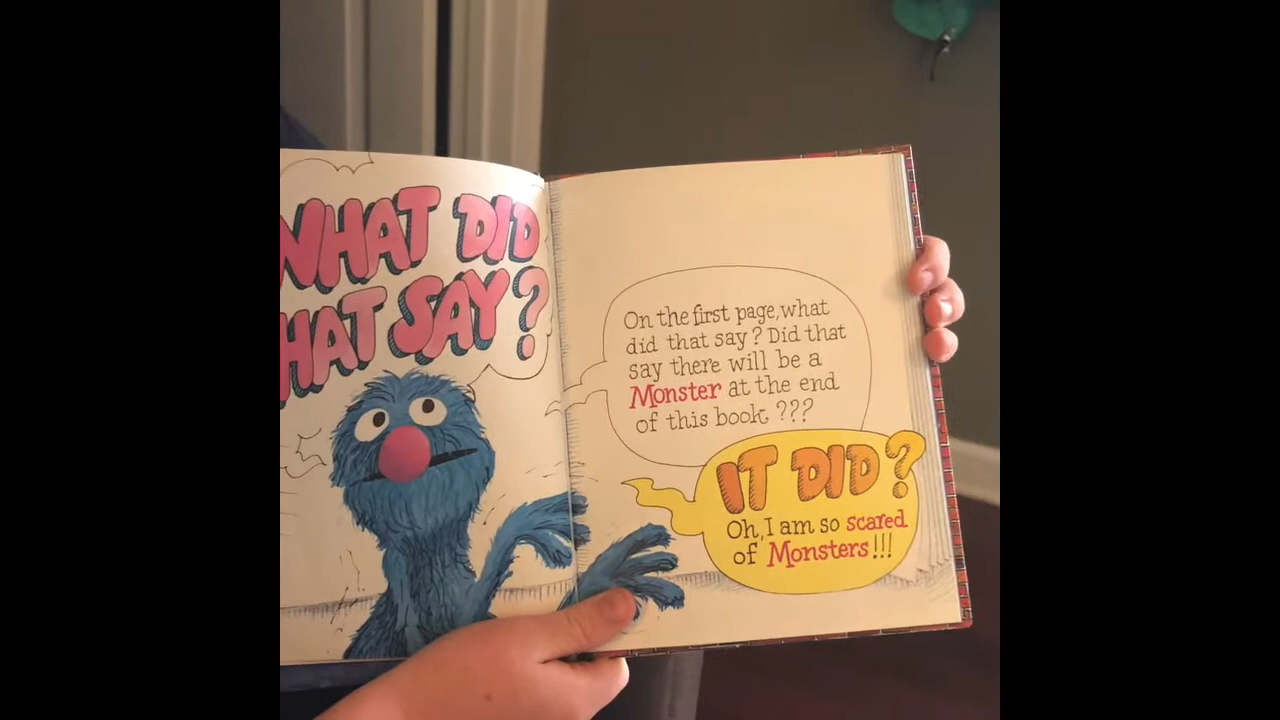 WHAT DID
THAT SAY?
On the first page, what
did that say? Did that
say there will be a
Monster at the end
of this book ???
IT DID?
Oh, I am so scared
of Monsters!!!